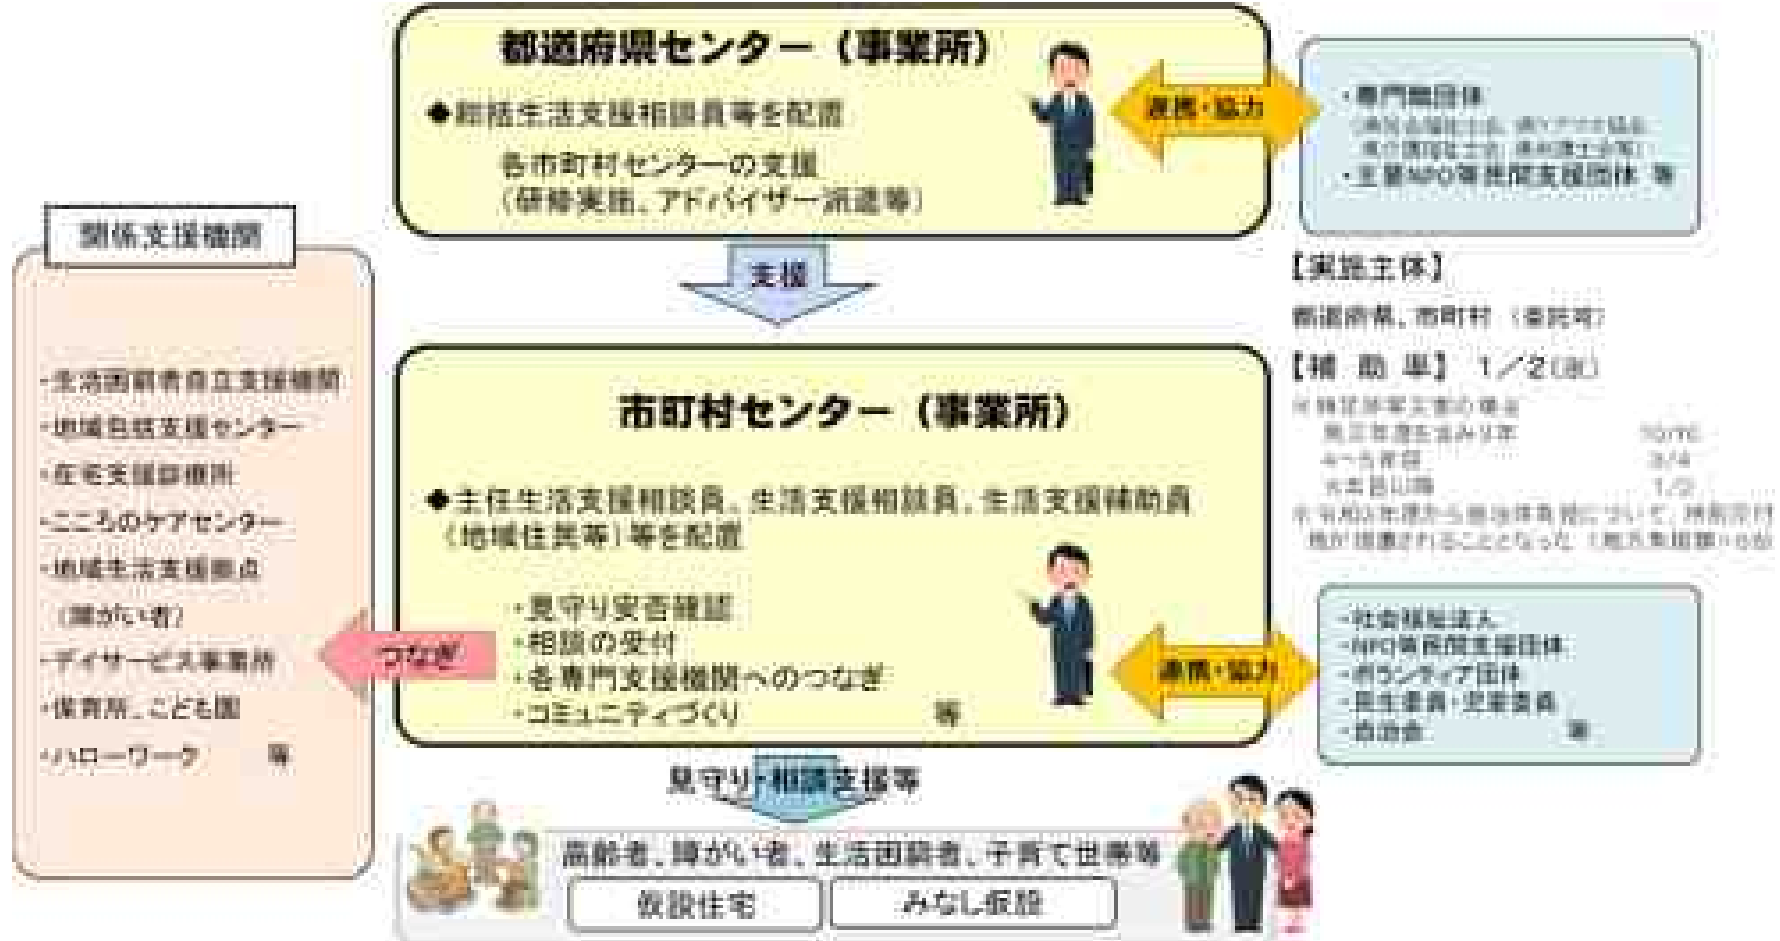 都道府県センター（事業所）
◆総括生活支援相談員等を配置
各市町村センターの支援
（研修実施、アドバイザー派遣等）
連携・協力
・専門職団体
・主要NPO等民間支援団体 等
支援
関係支援機関
・生活困窮者自立支援機関
・地域包括支援センター
・在宅支援診療所
・こころのケアセンター
・地域生活支援拠点
（障がい者）
・デイサービス事業所
・保育所、こども園
・ハローワーク 等
【実施主体】
都道府県、市町村（委託可）
【補助率】 1／2
市町村センター（事業所）
◆主任生活支援相談員、生活支援相談員、生活支援補助員
（地域住民等）等を配置
・見守り安否確認
・相談の受付
・各専門支援機関へのつなぎ
・コミュニティづくり 等
つなぎ
連携・協力
・社会福祉法人
・NPO等民間支援団体
・ボランティア団体
・民生委員・児童委員
・自治会 等
見守り・相談支援等
高齢者、障がい者、生活困窮者、子育て世帯等
仮設住宅
みなし仮設